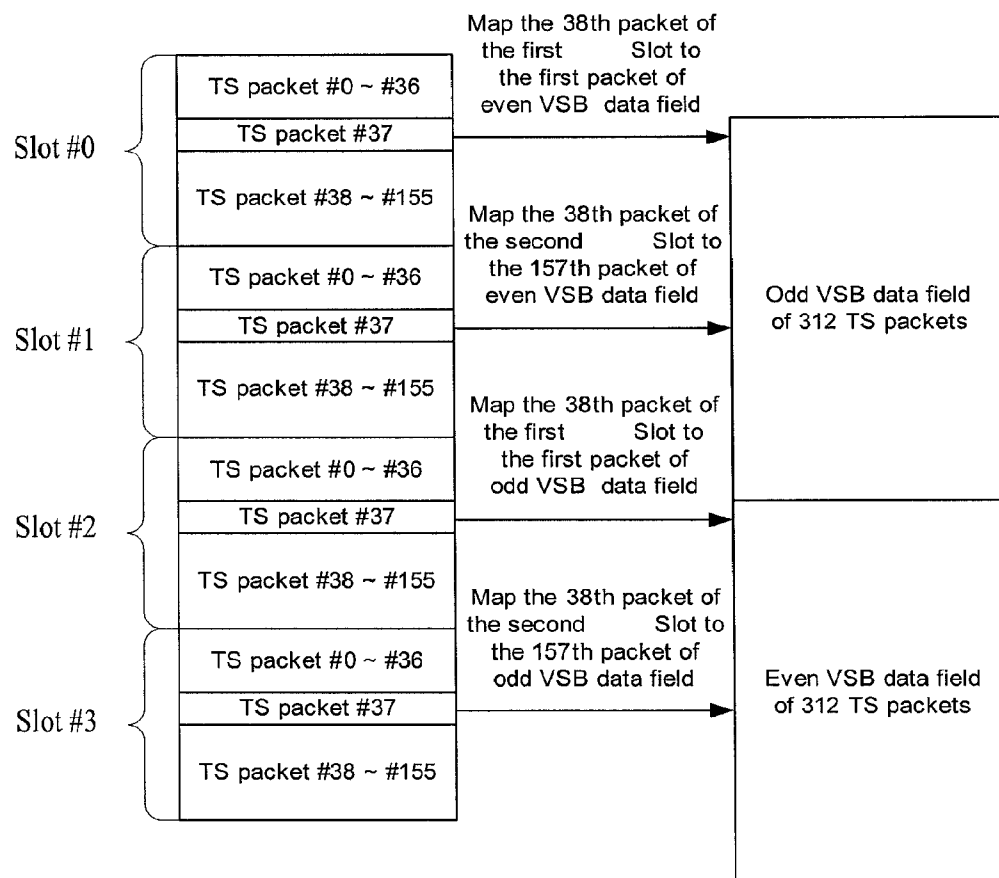 Map the 38th packet of
the first Slot to
the first packet of
even VSB data field
Slot #0
TS packet #0 ~ #36
TS packet #37
TS packet #38 ~ #155
Map the 38th packet of
the second Slot to
the 157th packet of
even VSB data field
Slot #1
TS packet #0 ~ #36
TS packet #37
TS packet #38 ~ #155
Odd VSB data field
of 312 TS packets
Map the 38th packet of
the first Slot to
the first packet of
odd VSB data field
Slot #2
TS packet #0 ~ #36
TS packet #37
TS packet #38 ~ #155
Map the 38th packet of
the second Slot to
the 157th packet of
odd VSB data field
Slot #3
TS packet #0 ~ #36
TS packet #37
TS packet #38 ~ #155
Even VSB data field
of 312 TS packets